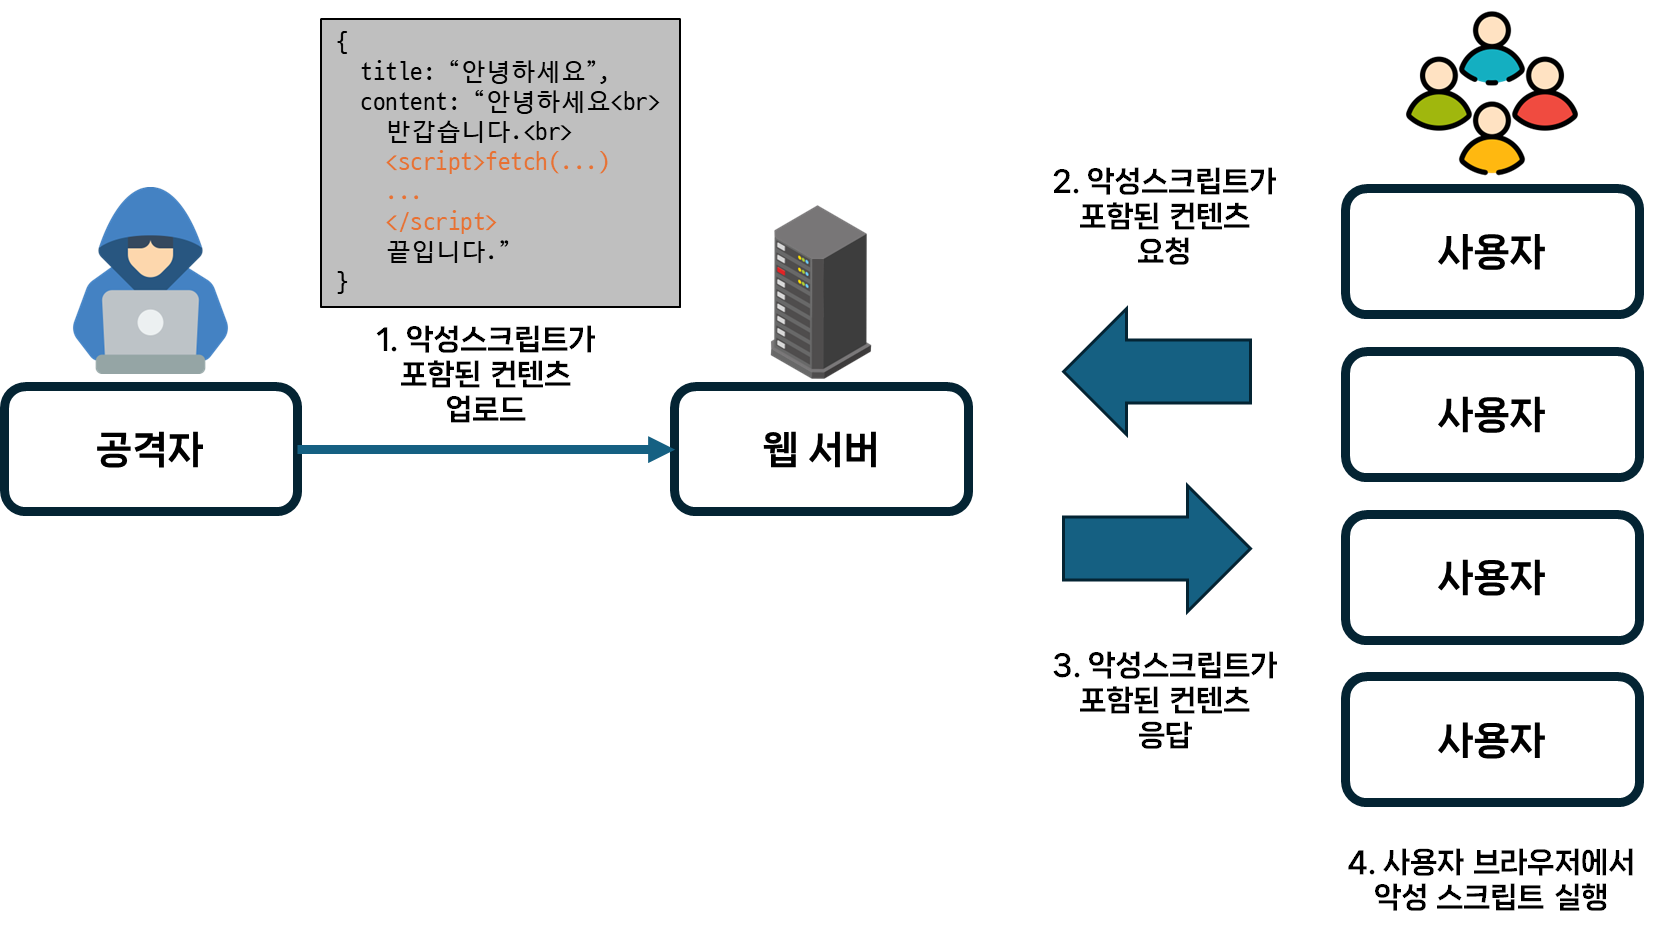 {
title: “안녕하세요”,
content: “안녕하세요<br>
반갑습니다.<br>
<script>fetch(...)
...
</script>
끝입니다.”
}
1. 악성스크립트가
포함된 컨텐츠
업로드
공격자
웹 서버
2. 악성스크립트가
포함된 컨텐츠
요청
3. 악성스크립트가
포함된 컨텐츠
응답
사용자
사용자
사용자
사용자
4. 사용자 브라우저에서
악성 스크립트 실행